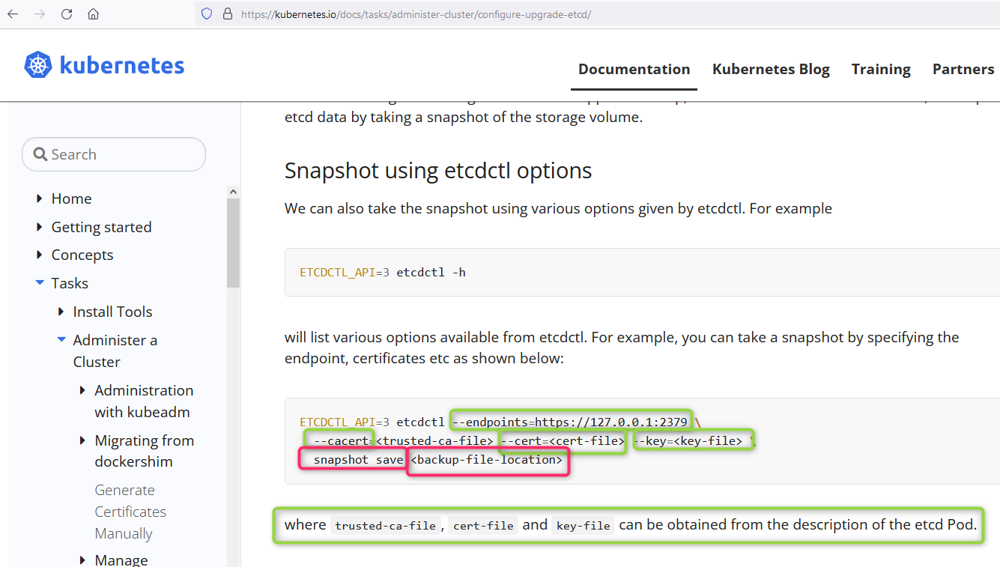 https://kubernetes.io/docs/tasks/administer-cluster/configure-upgrade-etcd/
kubernetes
Documentation
Kubernetes Blog
Training
Partners
etcd data by taking a snapshot of the storage volume.
Search
Home
Getting started
Concepts
Tasks
Install Tools
Administer a
Cluster
Administration
with kubeadm
Migrating from
dockershim
Generate
Certificates
Manually
Manage
Snapshot using etcdctl options
We can also take the snapshot using various options given by etcdctl. For example
ETCDCTL_API=3 etcdctl -h
will list various options available from etcdctl. For example, you can take a snapshot by specifying the
endpoint, certificates etc as shown below:
ETCDCTL_API=3 etcdctl --endpoints=https://127.0.0.1:2379 \
--cacert=<trusted-ca-file> --cert=<cert-file> --key=<key-file> \
snapshot save <backup-file-location>
where trusted-ca-file, cert-file and key-file can be obtained from the description of the etcd Pod.